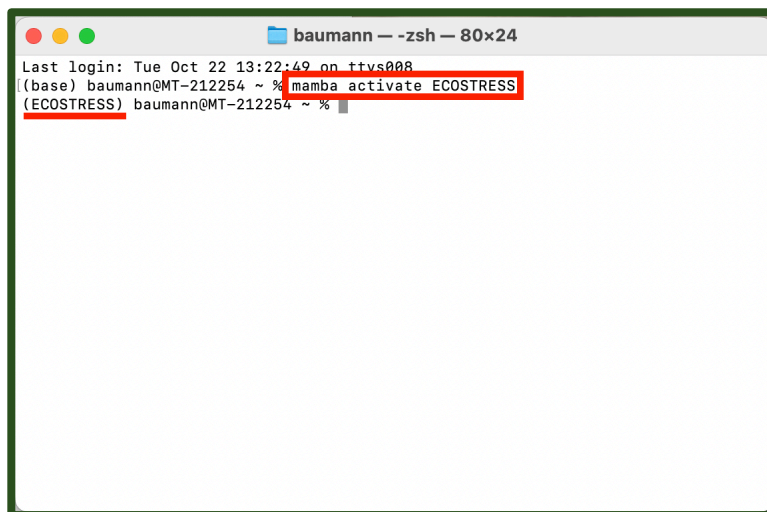 baumann — -zsh — 80×24
Last login: Tue Oct 22 13:22:49 on ttys008
[(base) baumann@MT-212254 ~ % mamba activate ECOSTRESS
(ECOSTRESS) baumann@MT-212254 ~ %